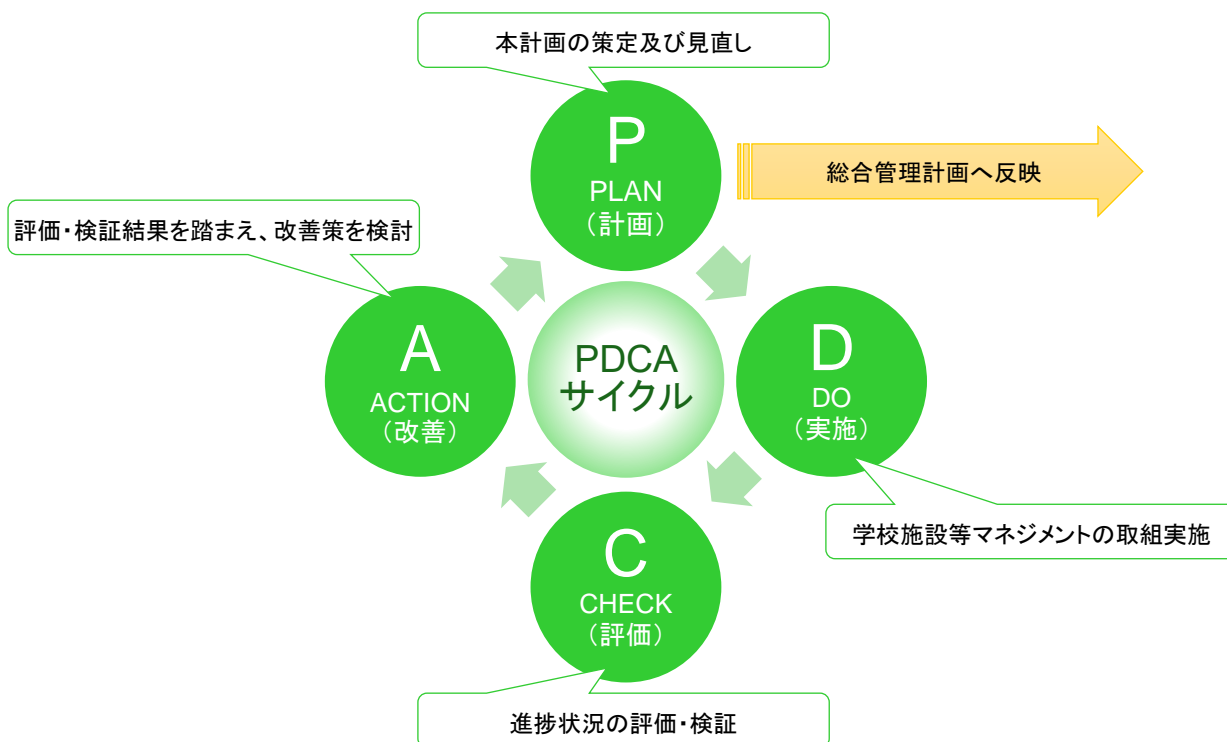 本計画の策定及び見直し
P
PLAN
（計画）
総合管理計画へ反映
評価・検証結果を踏まえ、改善策を検討
A
ACTION
（改善）
PDCA
サイクル
D
DO
（実施）
学校施設等マネジメントの取組実施
C
CHECK
（評価）
進捗状況の評価・検証